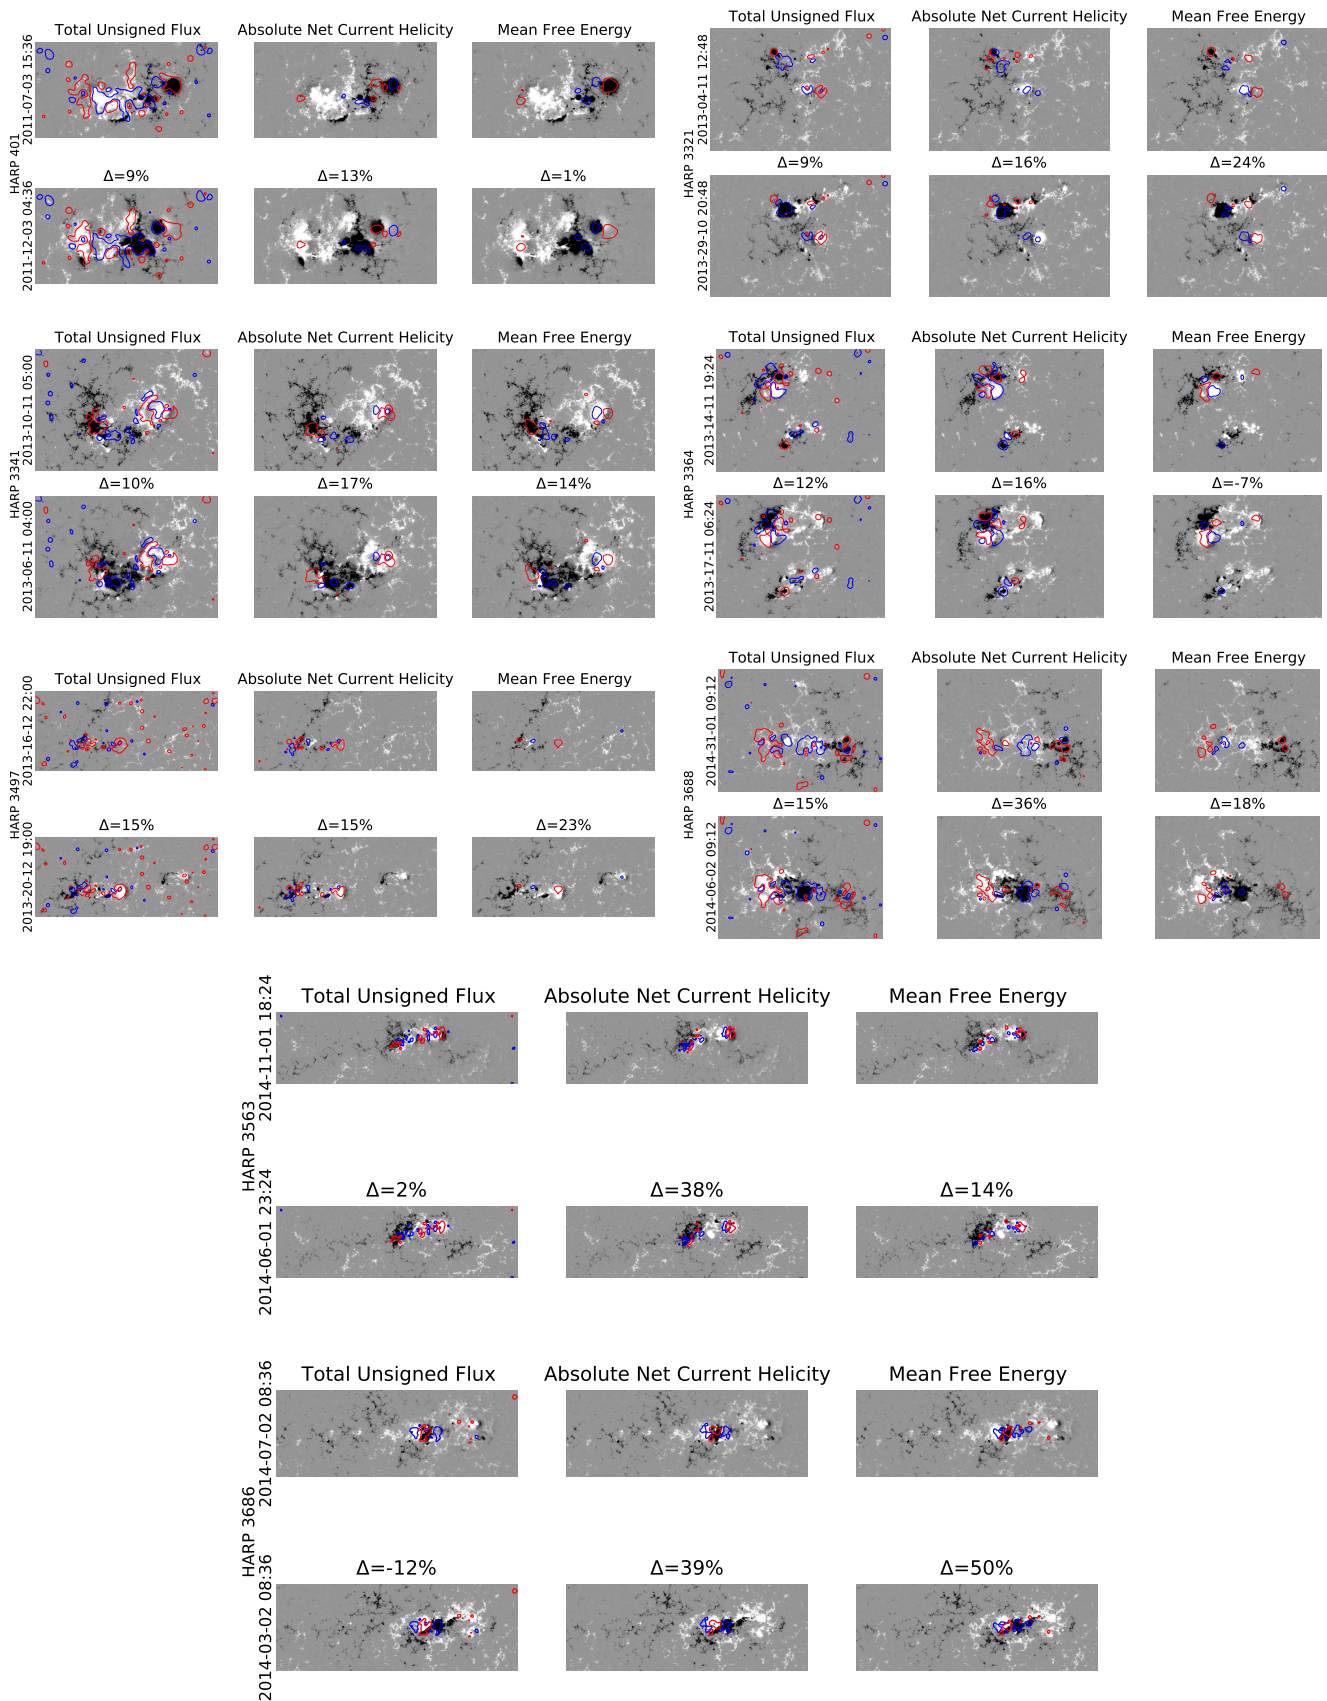 Total Unsigned Flux
Absolute Net Current Helicity
Mean Free Energy
HARP 401
2011-07-03 15:36
Δ=9%
Δ=13%
Δ=1%
2011-12-03 04:36
Total Unsigned Flux
Absolute Net Current Helicity
Mean Free Energy
HARP 3321
2013-04-11 12:48
Δ=9%
Δ=16%
Δ=24%
2013-29-10 20:48
Total Unsigned Flux
Absolute Net Current Helicity
Mean Free Energy
HARP 3341
2013-10-11 05:00
Δ=10%
Δ=17%
Δ=14%
2013-06-11 04:00
Total Unsigned Flux
Absolute Net Current Helicity
Mean Free Energy
HARP 3364
2013-14-11 19:24
Δ=12%
Δ=16%
Δ=-7%
2013-17-11 06:24
Total Unsigned Flux
Absolute Net Current Helicity
Mean Free Energy
HARP 3497
2013-16-12 22:00
Δ=15%
Δ=15%
Δ=23%
2013-20-12 19:00
Total Unsigned Flux
Absolute Net Current Helicity
Mean Free Energy
HARP 3688
2014-31-01 09:12
Δ=15%
Δ=36%
Δ=18%
2014-06-02 09:12
Total Unsigned Flux
Absolute Net Current Helicity
Mean Free Energy
HARP 3563
2014-11-01 18:24
Δ=2%
Δ=38%
Δ=14%
2014-06-01 23:24
Total Unsigned Flux
Absolute Net Current Helicity
Mean Free Energy
HARP 3686
2014-07-02 08:36
Δ=-12%
Δ=39%
Δ=50%
2014-03-02 08:36